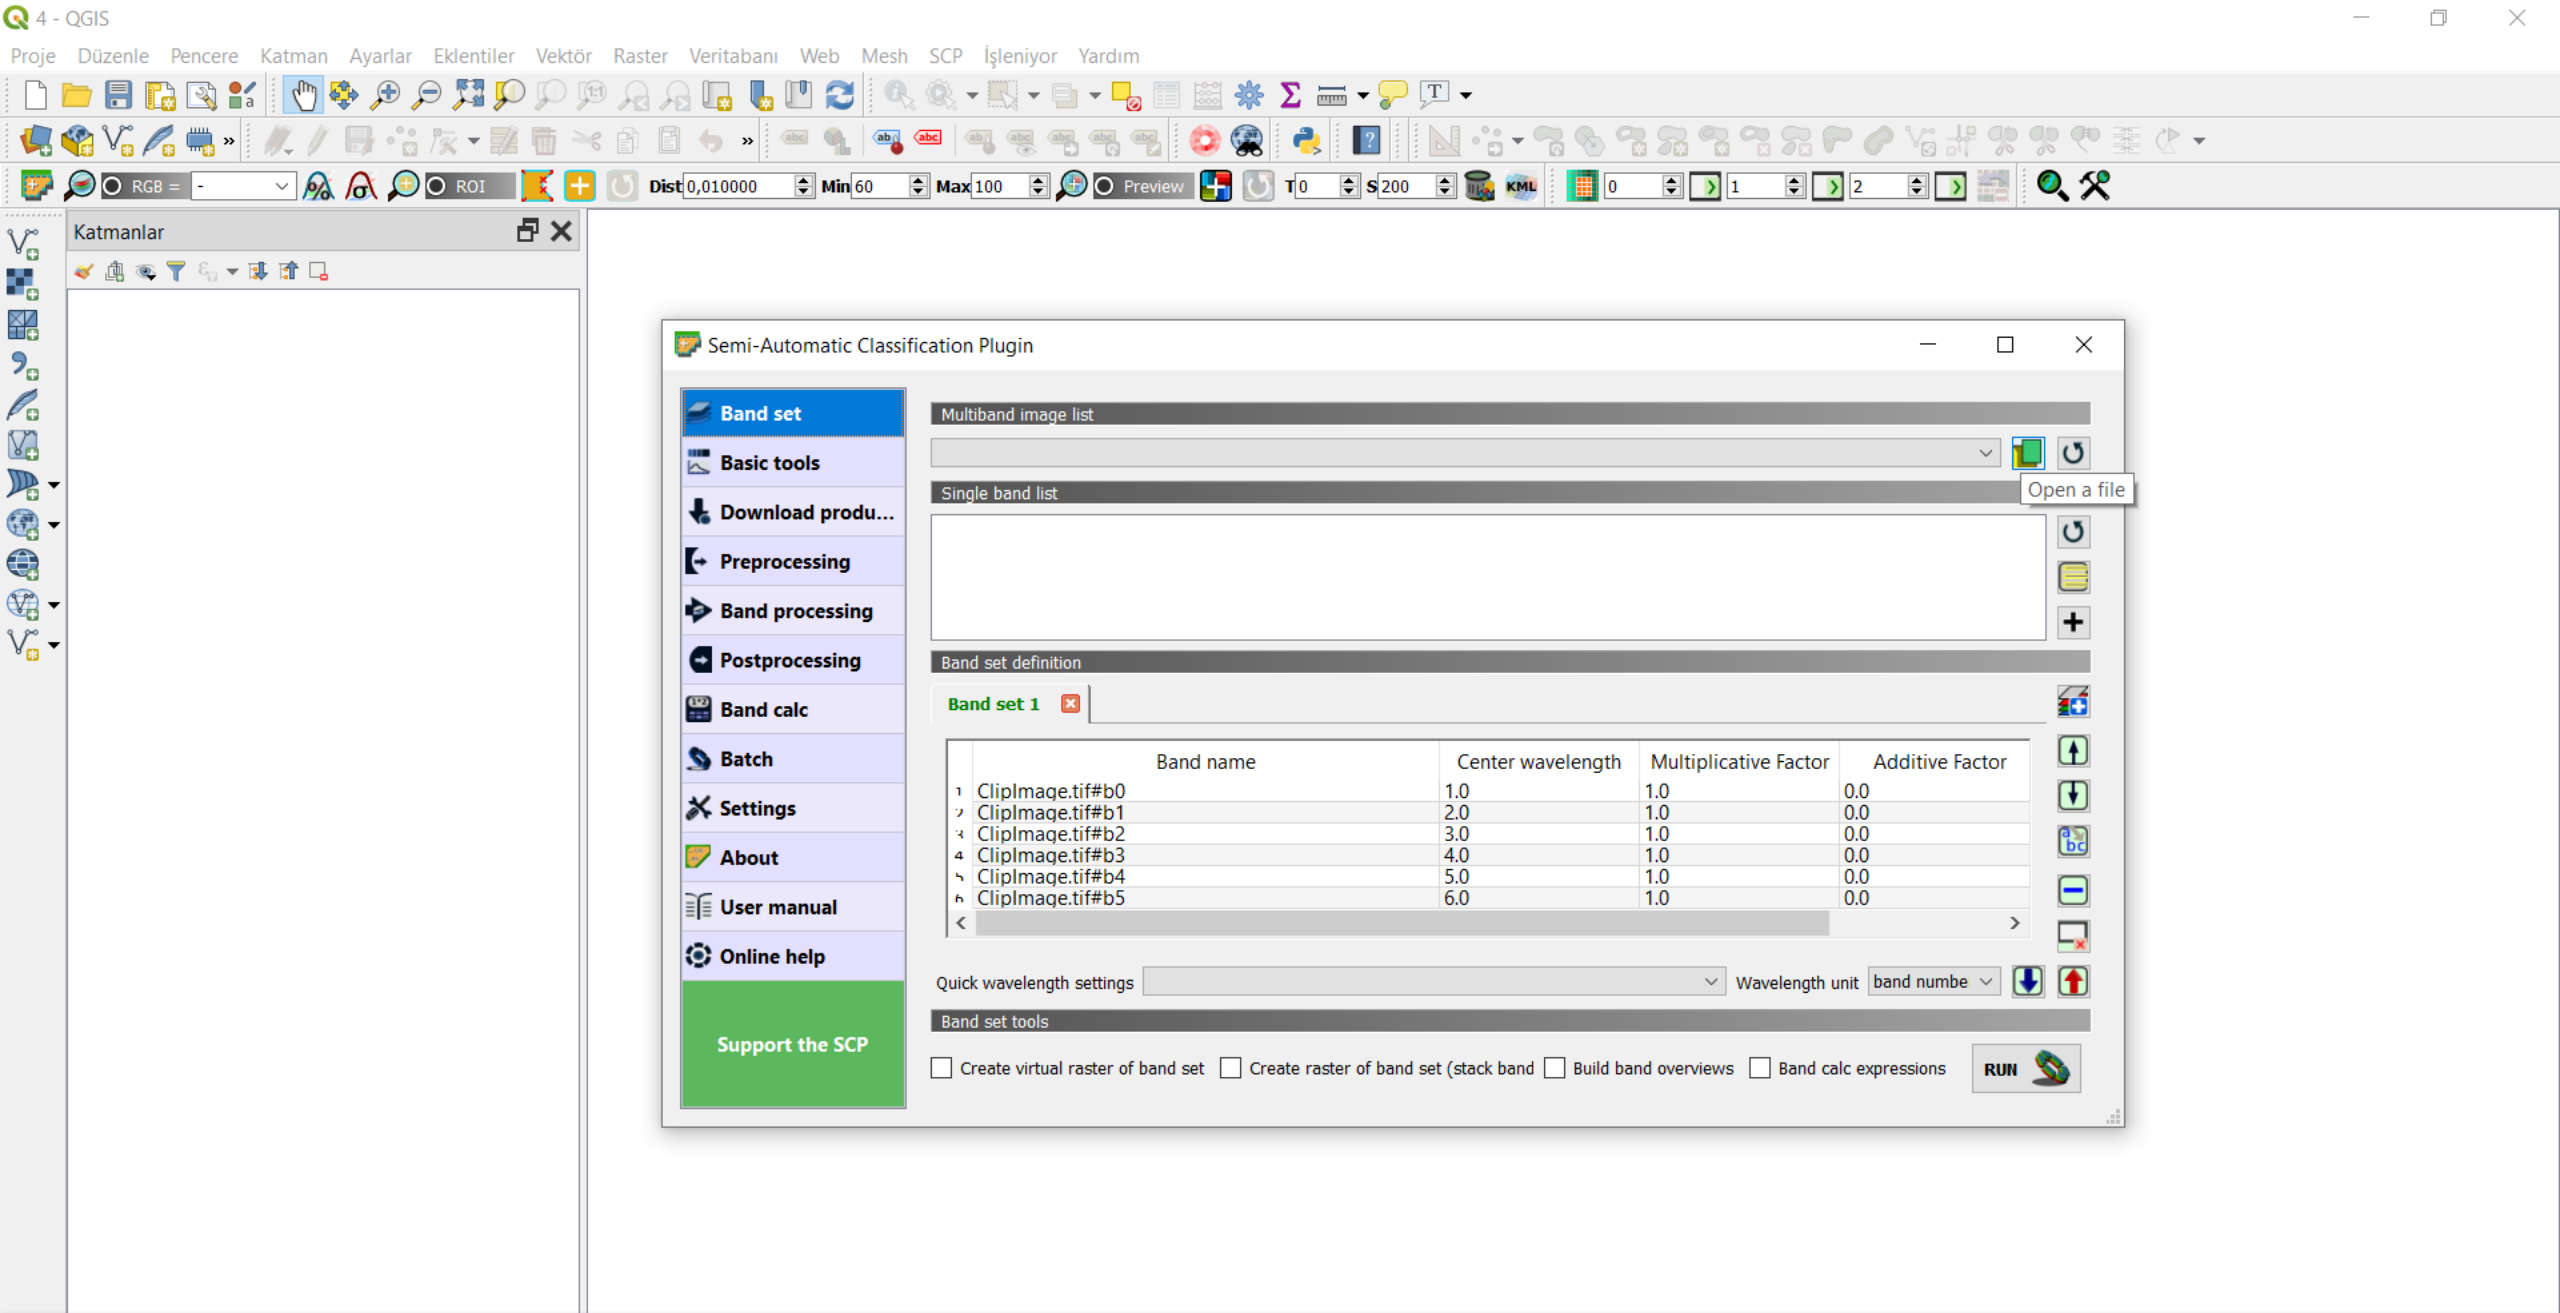 4 - QGIS
Proje Düzenle Pencere Katman Ayarlar Eklentiler Vektör Raster Veritabanı Web Mesh SCP İşleniyor Yardım
RGB = - ROI Dist 0,010000 Min 60 Max 100 Preview T 0 S 200 KML 0 1 2
Katmanlar
Semi-Automatic Classification Plugin
Band set
Basic tools
Download produ...
Preprocessing
Band processing
Postprocessing
Band calc
Batch
Settings
About
User manual
Online help
Support the SCP
Multiband image list
Open a file
Single band list
Band set definition
Band set 1
Band name Center wavelength Multiplicative Factor Additive Factor
1 ClipImage.tif#b0 1.0 1.0 0.0
2 ClipImage.tif#b1 2.0 1.0 0.0
3 ClipImage.tif#b2 3.0 1.0 0.0
4 ClipImage.tif#b3 4.0 1.0 0.0
5 ClipImage.tif#b4 5.0 1.0 0.0
6 ClipImage.tif#b5 6.0 1.0 0.0
Quick wavelength settings Wavelength unit band numbe
Band set tools
Create virtual raster of band set Create raster of band set (stack band Build band overviews Band calc expressions RUN